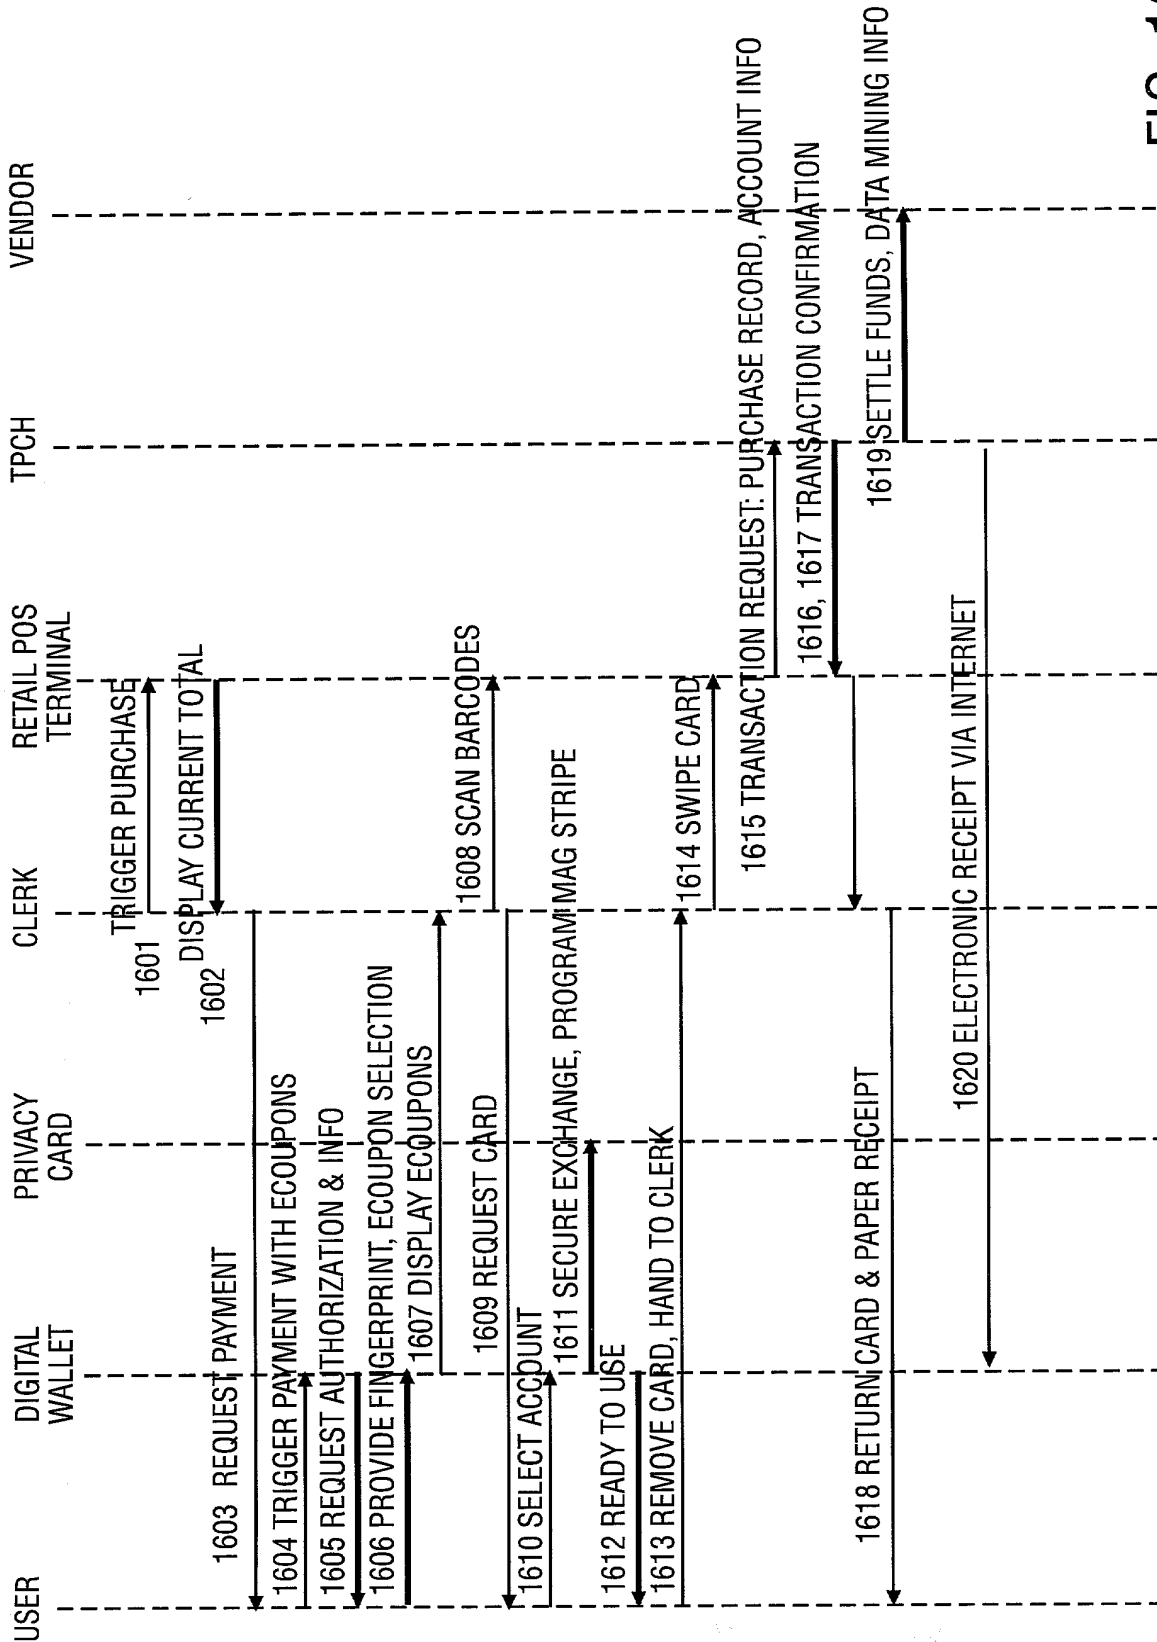 USER
DIGITAL
WALLET
PRIVACY
CARD
CLERK
RETAIL POS
TERMINAL
TPCH
VENDOR
TRIGGER PURCHASE
1601
DISPLAY CURRENT TOTAL
1602
1603 REQUEST PAYMENT
1604 TRIGGER PAYMENT WITH ECOUPONS
1605 REQUEST AUTHORIZATION & INFO
1606 PROVIDE FINGERPRINT, ECOUPON SELECTION
1607 DISPLAY ECOUPONS
1608 SCAN BARCODES
1609 REQUEST CARD
1610 SELECT ACCOUNT
1611 SECURE EXCHANGE, PROGRAM MAG STRIPE
1612 READY TO USE
1613 REMOVE CARD, HAND TO CLERK
1614 SWIPE CARD
1615 TRANSACTION REQUEST: PURCHASE RECORD, ACCOUNT INFO
1616, 1617 TRANSACTION CONFIRMATION
1618 RETURN CARD & PAPER RECEIPT
1619 SETTLE FUNDS, DATA MINING INFO
1620 ELECTRONIC RECEIPT VIA INTERNET